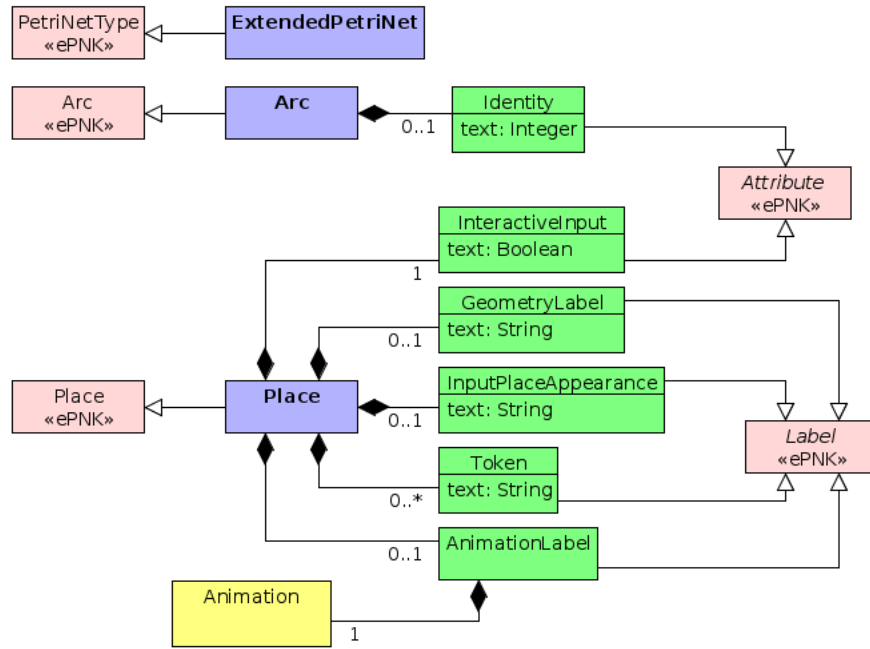 PetriNetType
«ePNK»
ExtendedPetriNet
Arc
«ePNK»
Arc
0..1
Identity
text: Integer
Attribute
«ePNK»
InteractiveInput
text: Boolean
1
GeometryLabel
text: String
0..1
Place
«ePNK»
Place
InputPlaceAppearance
text: String
0..1
Label
«ePNK»
Token
text: String
0..*
AnimationLabel
0..1
Animation
1